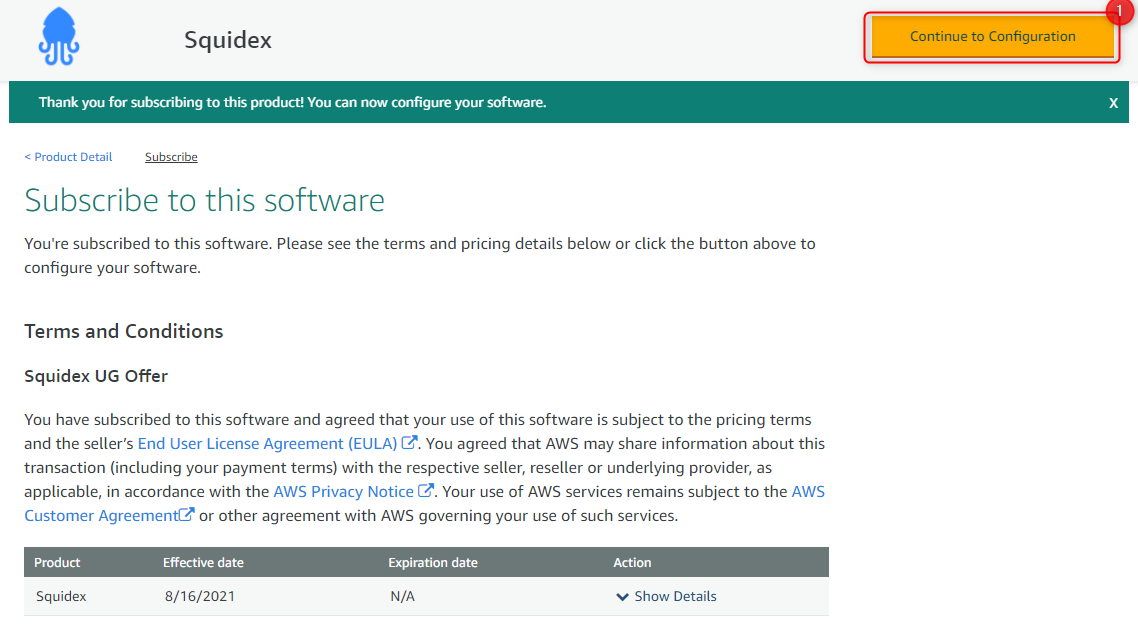 Squidex
Continue to Configuration
1
Thank you for subscribing to this product! You can now configure your software.
X
< Product Detail
Subscribe
Subscribe to this software
You're subscribed to this software. Please see the terms and pricing details below or click the button above to
configure your software.
Terms and Conditions
Squidex UG Offer
You have subscribed to this software and agreed that your use of this software is subject to the pricing terms
and the seller's End User License Agreement (EULA). You agreed that AWS may share information about this
transaction (including your payment terms) with the respective seller, reseller or underlying provider, as
applicable, in accordance with the AWS Privacy Notice. Your use of AWS services remains subject to the AWS
Customer Agreement or other agreement with AWS governing your use of such services.
Product Effective date Expiration date Action
Squidex 8/16/2021 N/A Show Details